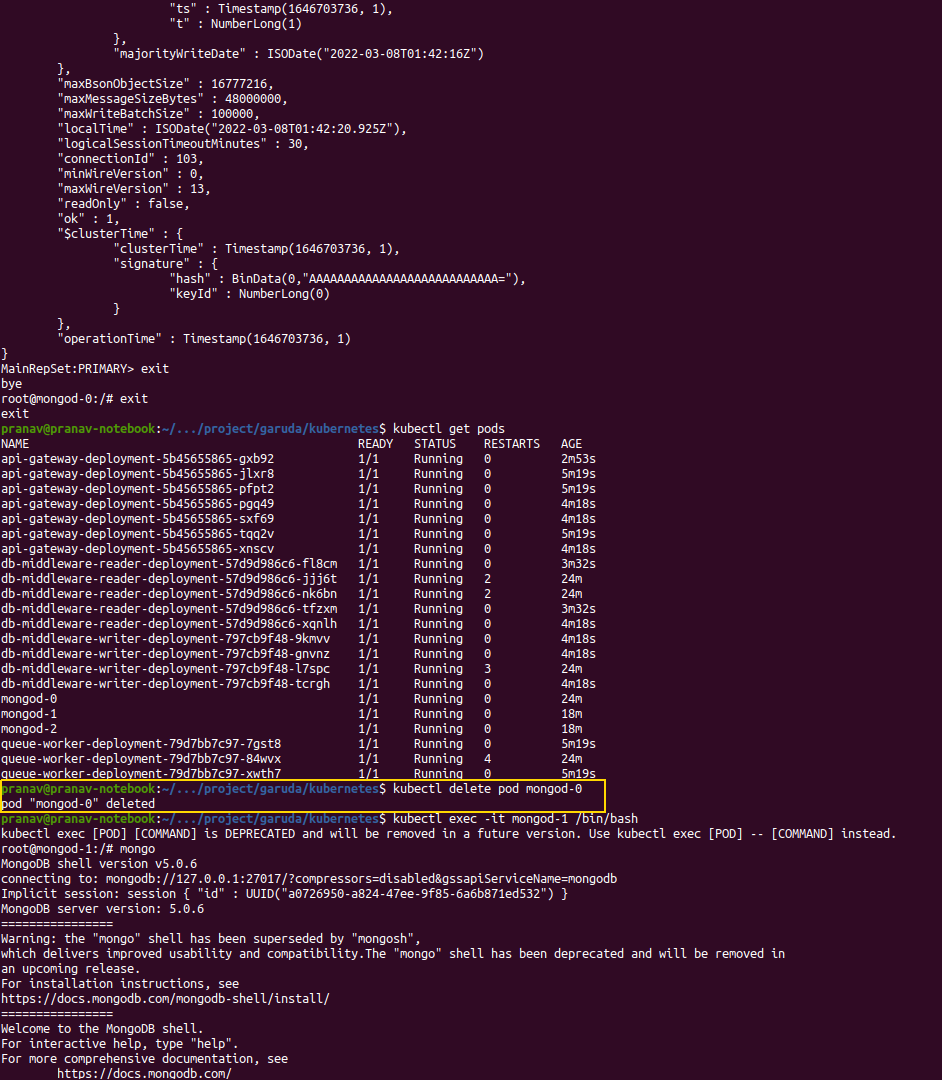 "ts" : Timestamp(1646703736, 1),
"t" : NumberLong(1)
},
"majorityWriteDate" : ISODate("2022-03-08T01:42:16Z")
},
"maxBsonObjectSize" : 16777216,
"maxMessageSizeBytes" : 48000000,
"maxWriteBatchSize" : 100000,
"localTime" : ISODate("2022-03-08T01:42:20.925Z"),
"logicalSessionTimeoutMinutes" : 30,
"connectionId" : 103,
"minWireVersion" : 0,
"maxWireVersion" : 13,
"readOnly" : false,
"ok" : 1,
"$clusterTime" : {
"clusterTime" : Timestamp(1646703736, 1),
"signature" : {
"hash" : BinData(0,"AAAAAAAAAAAAAAAAAAAAAAAAAAA="),
"keyId" : NumberLong(0)
}
},
"operationTime" : Timestamp(1646703736, 1)
}
MainRepSet:PRIMARY> exit
bye
root@mongod-0:/# exit
exit
pranav@pranav-notebook:~/.../project/garuda/kubernetes$ kubectl get pods
NAME READY STATUS RESTARTS AGE
api-gateway-deployment-5b45655865-gxb92 1/1 Running 0 2m53s
api-gateway-deployment-5b45655865-jlxr8 1/1 Running 0 5m19s
api-gateway-deployment-5b45655865-pfpt2 1/1 Running 0 5m19s
api-gateway-deployment-5b45655865-pgq49 1/1 Running 0 4m18s
api-gateway-deployment-5b45655865-sxf69 1/1 Running 0 4m18s
api-gateway-deployment-5b45655865-tqq2v 1/1 Running 0 5m19s
api-gateway-deployment-5b45655865-xnscv 1/1 Running 0 4m18s
db-middleware-reader-deployment-57d9d986c6-fl8cm 1/1 Running 0 3m32s
db-middleware-reader-deployment-57d9d986c6-jjj6t 1/1 Running 2 24m
db-middleware-reader-deployment-57d9d986c6-nk6bn 1/1 Running 2 24m
db-middleware-reader-deployment-57d9d986c6-tfzxm 1/1 Running 0 3m32s
db-middleware-reader-deployment-57d9d986c6-xqnlh 1/1 Running 0 4m18s
db-middleware-writer-deployment-797cb9f48-9kmvv 1/1 Running 0 4m18s
db-middleware-writer-deployment-797cb9f48-gnvnz 1/1 Running 0 4m18s
db-middleware-writer-deployment-797cb9f48-l7spc 1/1 Running 3 24m
db-middleware-writer-deployment-797cb9f48-tcrgh 1/1 Running 0 4m18s
mongod-0 1/1 Running 0 24m
mongod-1 1/1 Running 0 18m
mongod-2 1/1 Running 0 18m
queue-worker-deployment-79d7bb7c97-7gst8 1/1 Running 0 5m19s
queue-worker-deployment-79d7bb7c97-84wvx 1/1 Running 4 24m
queue-worker-deployment-79d7bb7c97-xwth7 1/1 Running 0 5m19s
pranav@pranav-notebook:~/.../project/garuda/kubernetes$ kubectl delete pod mongod-0
pod "mongod-0" deleted
pranav@pranav-notebook:~/.../project/garuda/kubernetes$ kubectl exec -it mongod-1 /bin/bash
kubectl exec [POD] [COMMAND] is DEPRECATED and will be removed in a future version. Use kubectl exec [POD] -- [COMMAND] instead.
root@mongod-1:/# mongo
MongoDB shell version v5.0.6
connecting to: mongodb://127.0.0.1:27017/?compressors=disabled&gssapiServiceName=mongodb
Implicit session: session { "id" : UUID("a0726950-a824-47ee-9f85-6a6b871ed532") }
MongoDB server version: 5.0.6
================
Warning: the "mongo" shell has been superseded by "mongosh",
which delivers improved usability and compatibility.The "mongo" shell has been deprecated and will be removed in
an upcoming release.
For installation instructions, see
https://docs.mongodb.com/mongodb-shell/install/
================
Welcome to the MongoDB shell.
For interactive help, type "help".
For more comprehensive documentation, see
https://docs.mongodb.com/